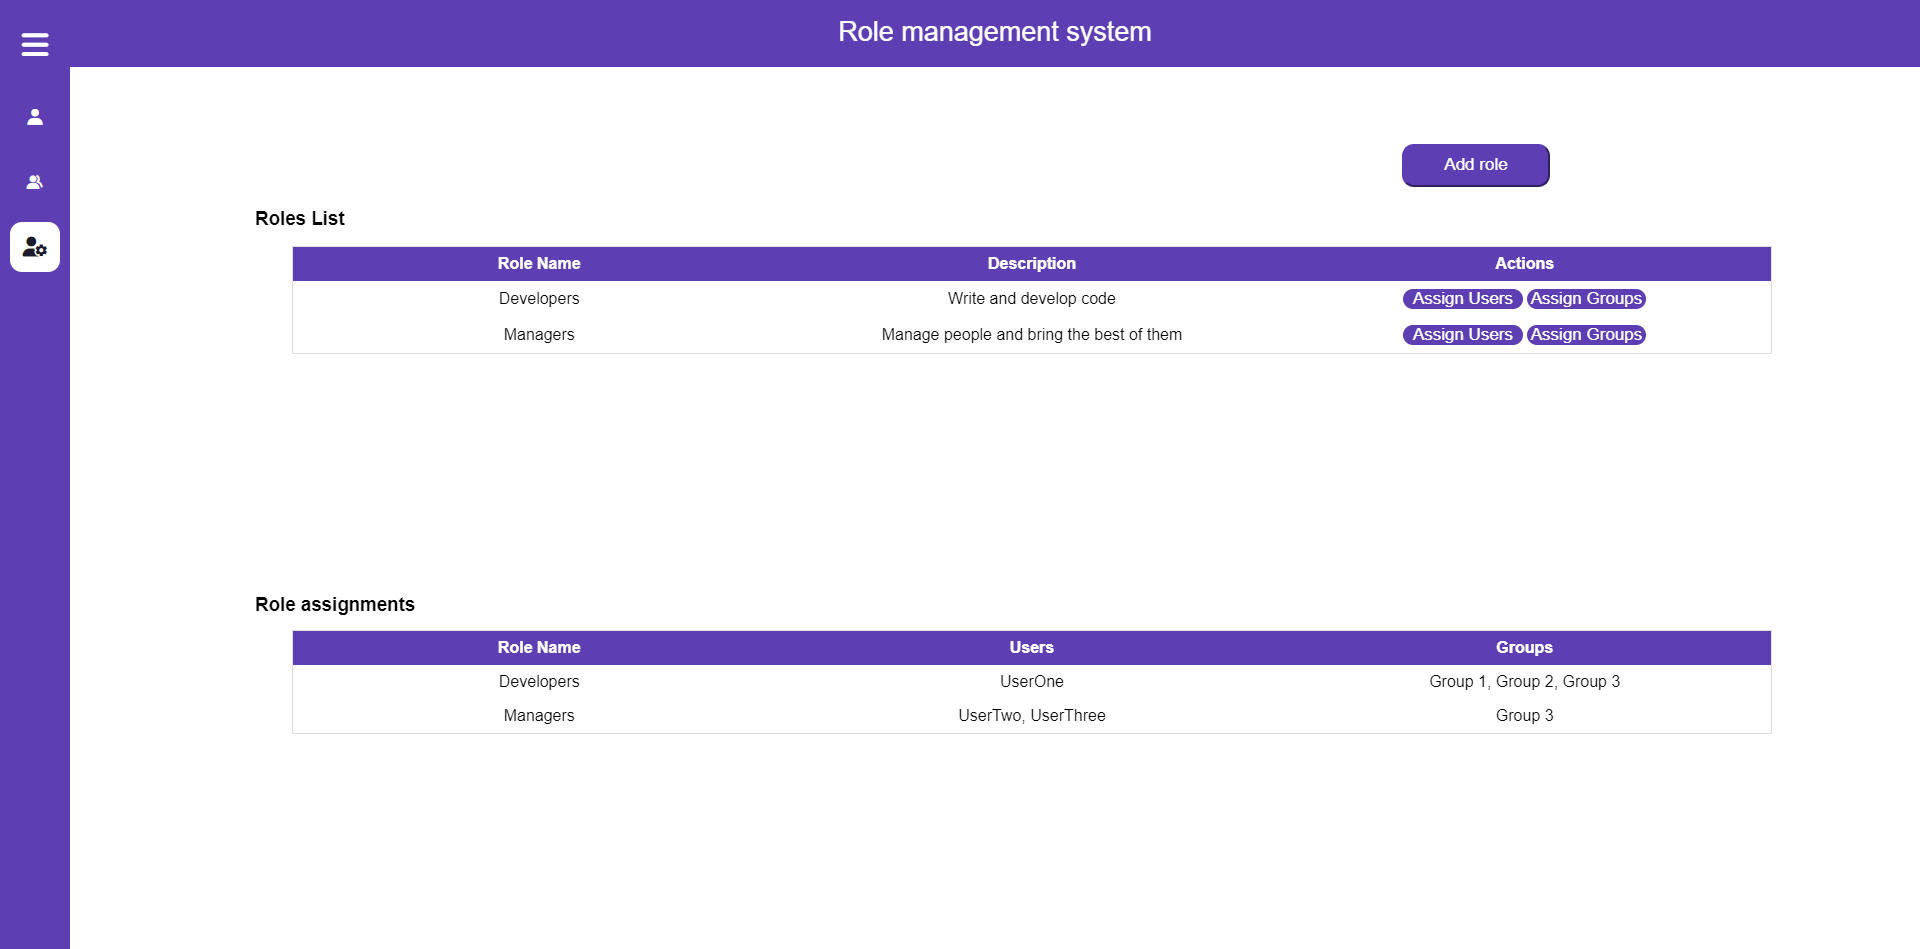 Role management system
Add role
Roles List
Role Name Description Actions
Developers Write and develop code Assign Users Assign Groups
Managers Manage people and bring the best of them Assign Users Assign Groups
Role assignments
Role Name Users Groups
Developers UserOne Group 1, Group 2, Group 3
Managers UserTwo, UserThree Group 3